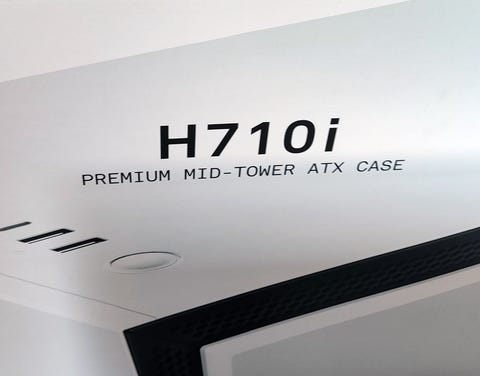 H710i
PREMIUM MID-TOWER ATX CASE